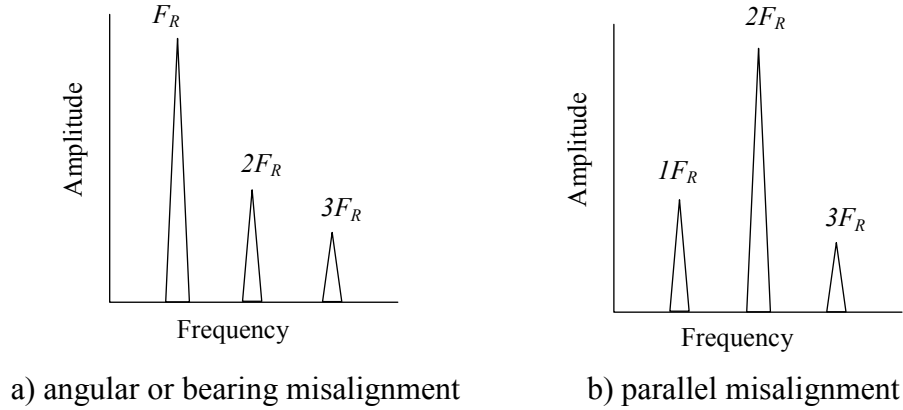 F_R
2F_R
3F_R
Amplitude
Frequency
a) angular or bearing misalignment
1F_R
2F_R
3F_R
Amplitude
Frequency
b) parallel misalignment